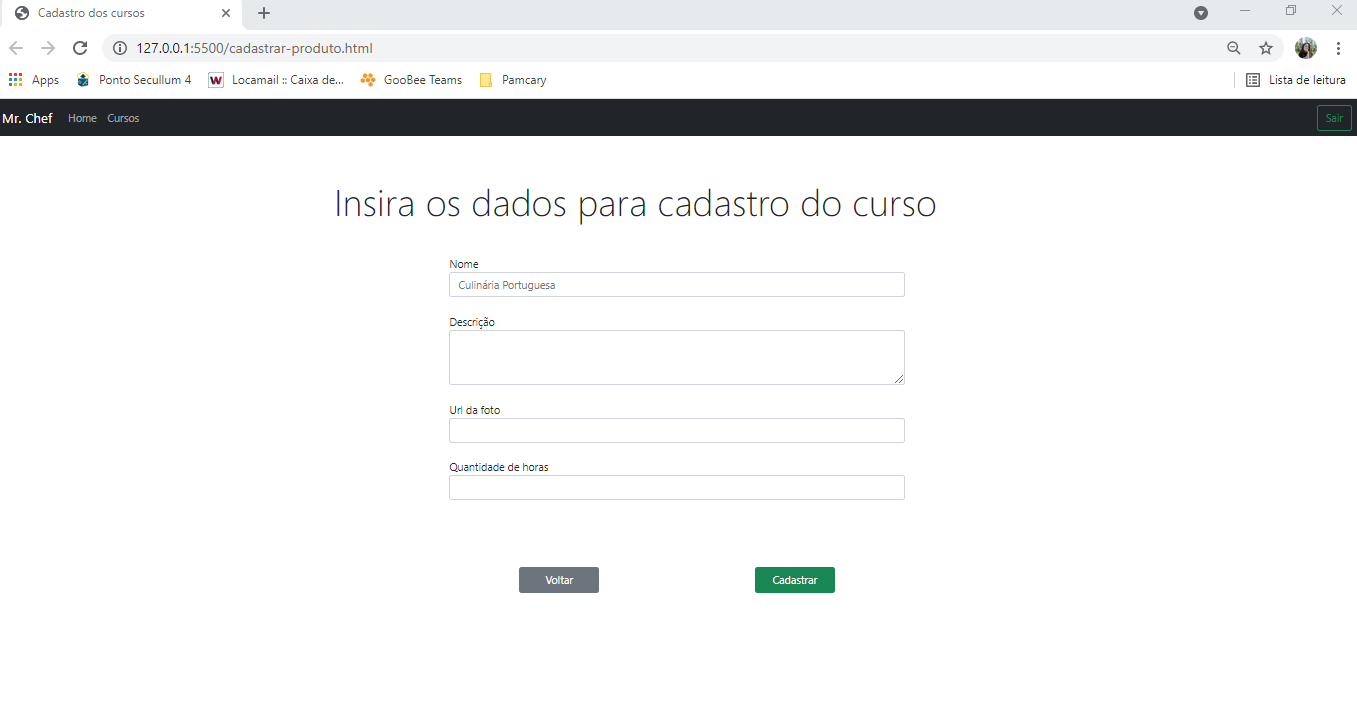 Cadastro dos cursos
127.0.0.1:5500/cadastrar-produto.html
Apps Ponto Secullum 4 Locamail :: Caixa de... GooBee Teams Pamcary Lista de leitura
Mr. Chef Home Cursos Sair
Insira os dados para cadastro do curso
Nome
Culinária Portuguesa
Descrição
Url da foto
Quantidade de horas
Voltar Cadastrar